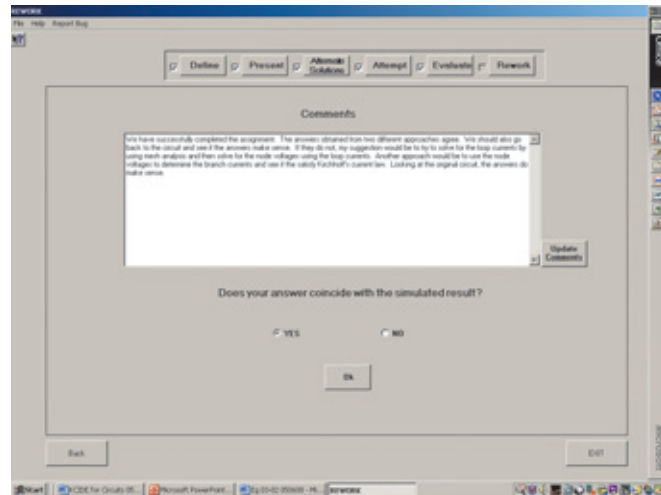 REWORK
File Help Report Bug
Define Present Alternate Solutions Attempt Evaluate Rework
Comments
We have successfully completed the assignment. The answers obtained from two different approaches agree. We should also go
back to the circuit and see if the answers make sense. If they do not, my suggestion would be to try to solve for the loop currents by
using mesh analysis and then solve for the node voltages using the loop currents. Another approach would be to use the node
voltages to determine the branch currents and see if the satisfy Kirchhoff's current law. Looking at the original circuit, the answers do
make sense.
Update
Comments
Does your answer coincide with the simulated result?
YES NO
Ok
Back EXIT
Start KCIDE for Circuits 05... Microsoft PowerPoint... REWORK